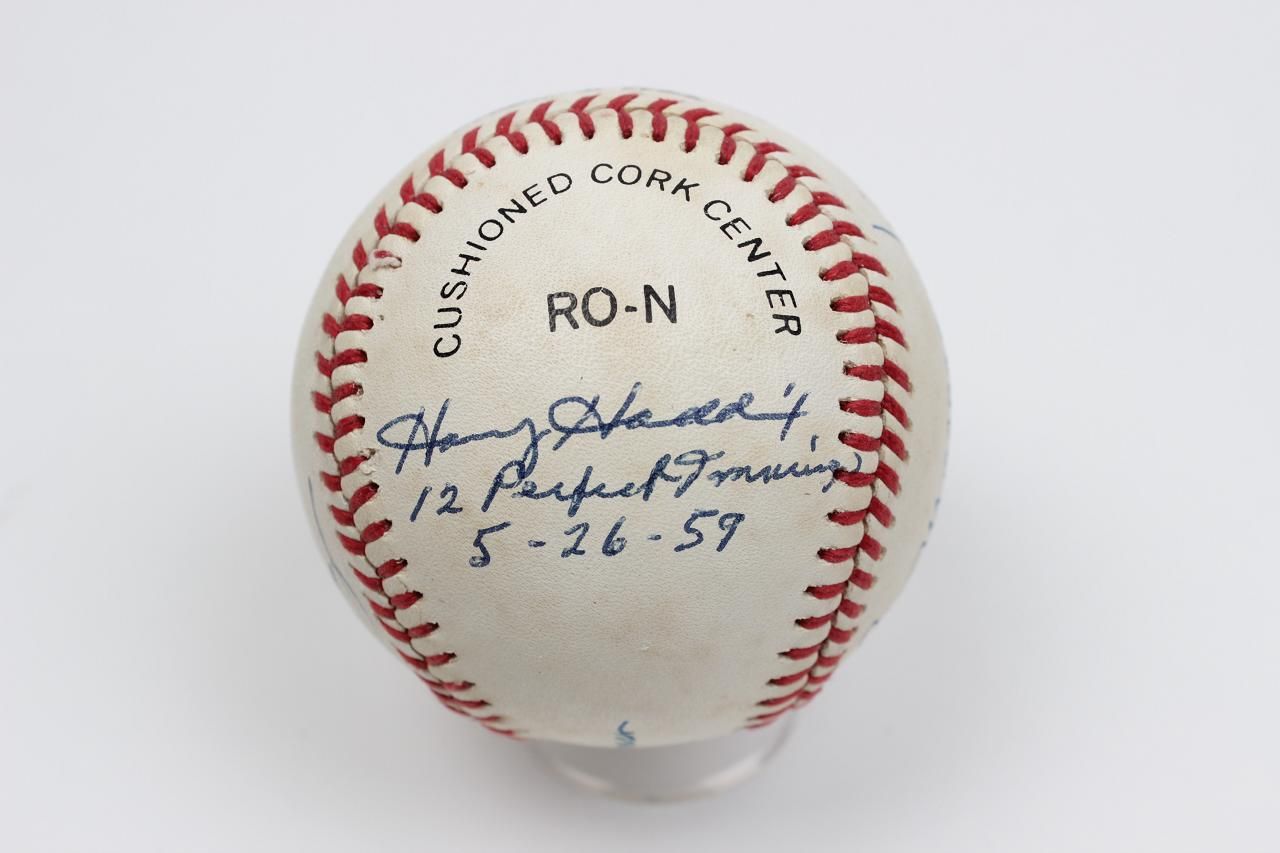 CUSHIONED CORK CENTER
RO-N
Harvey Haddix
12 Perfect Innings
5-26-59